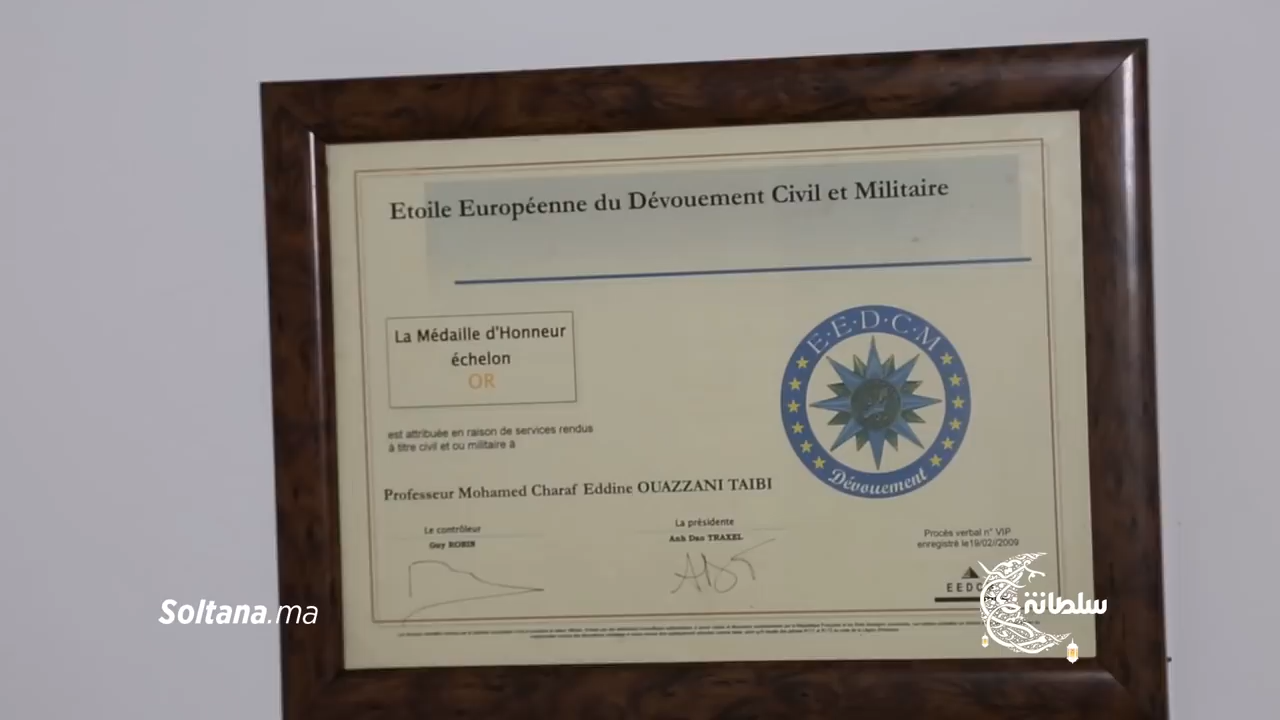 Etoile Européenne du Dévouement Civil et Militaire
La Médaille d'Honneur
échelon
OR
E·E·D·C·M
Dévouement
est attribuée en raison de services rendus
à titre civil et ou militaire à
Professeur Mohamed Charaf Eddine OUAZZANI TAIBI
Le contrôleur
Guy ROBIN
La présidente
Anh Dao TRAXEL
Procès verbal n° VIP
enregistré le19/02//2009
Soltana.ma
سلطانة